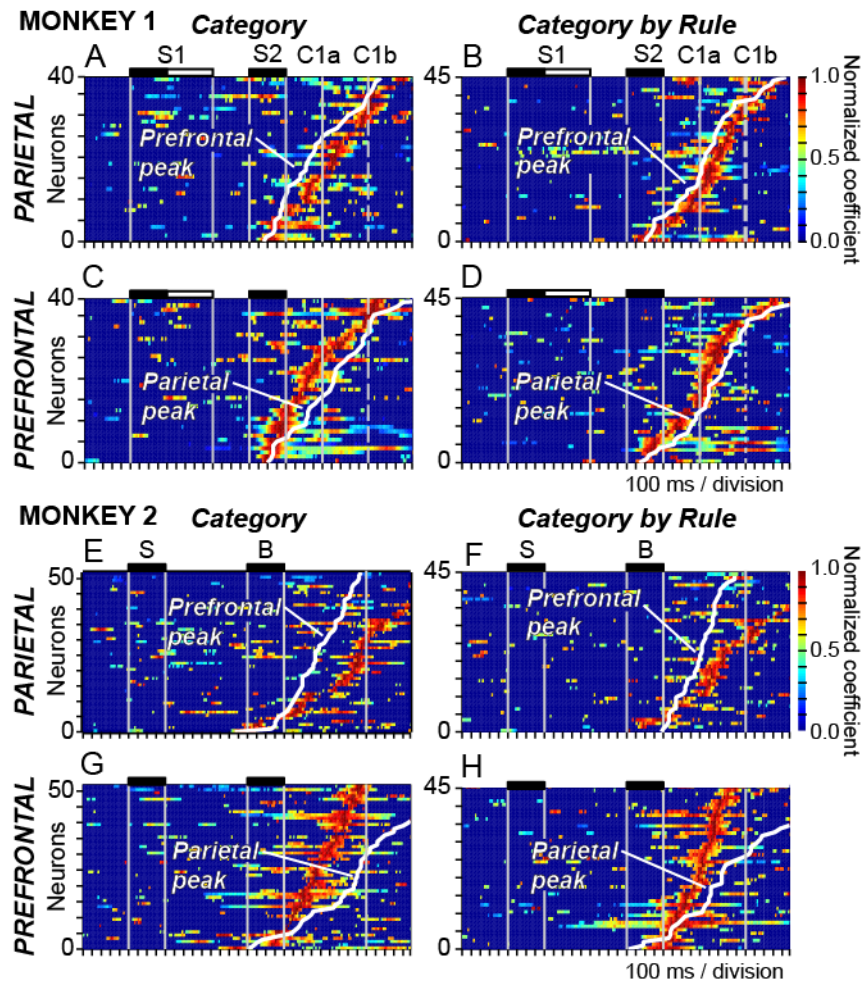 MONKEY 1 Category Category by Rule
A S1 S2 C1a C1b B S1 S2 C1a C1b
PARIETAL
Neurons
40
0
Prefrontal
peak
45
0
Prefrontal
peak
1.0
0.5
0.0
Normalized coefficient
C D
PREFRONTAL
Neurons
40
0
Parietal
peak
45
0
Parietal
peak
100 ms / division
MONKEY 2 Category Category by Rule
E S B F S B
PARIETAL
Neurons
50
0
Prefrontal
peak
45
0
Prefrontal
peak
1.0
0.5
0.0
Normalized coefficient
G H
PREFRONTAL
Neurons
50
0
Parietal
peak
45
0
Parietal
peak
100 ms / division